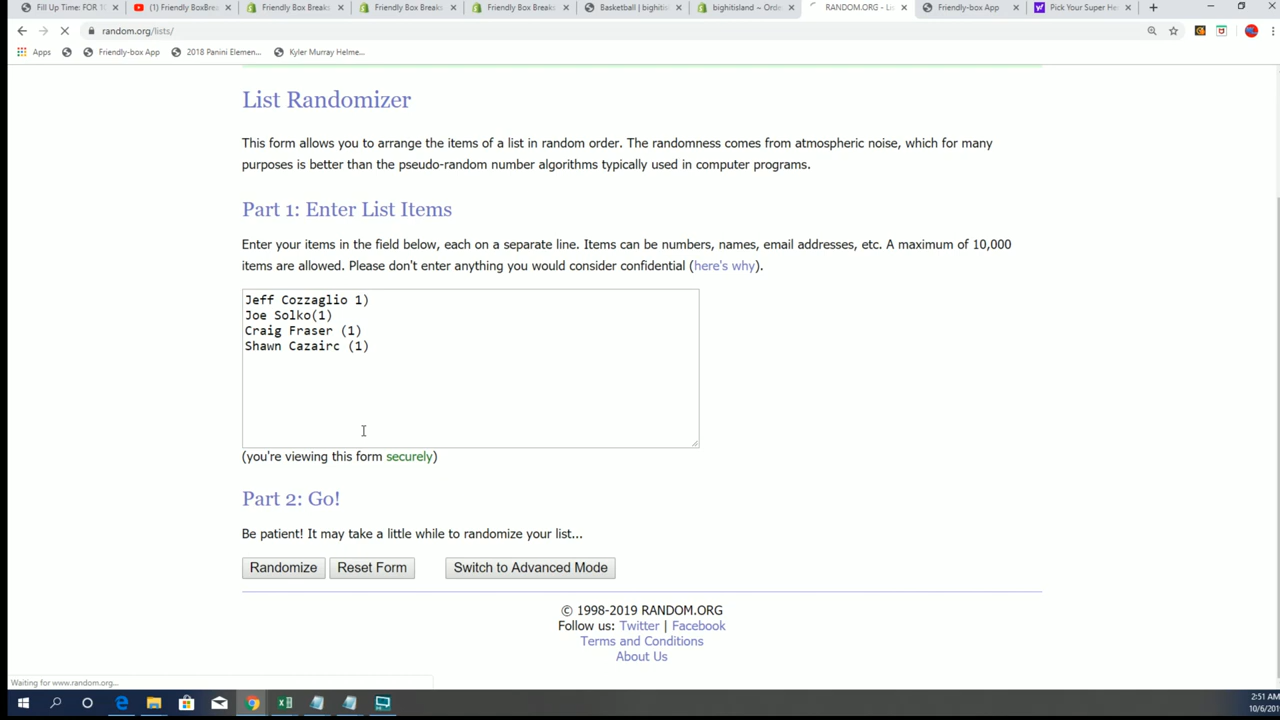 Fill Up Time: FOR 1
(1) Friendly BoxBrea
Friendly Box Breaks
Friendly Box Breaks
Friendly Box Breaks
Basketball | bighitis
bighitisland ~ Orde
RANDOM.ORG - Li
Friendly-box App
Pick Your Super He
random.org/lists/
Apps
Friendly-box App
2018 Panini Elemen...
Kyler Murray Helme...
List Randomizer
This form allows you to arrange the items of a list in random order. The randomness comes from atmospheric noise, which for many
purposes is better than the pseudo-random number algorithms typically used in computer programs.
Part 1: Enter List Items
Enter your items in the field below, each on a separate line. Items can be numbers, names, email addresses, etc. A maximum of 10,000
items are allowed. Please don't enter anything you would consider confidential (here's why).
Jeff Cozzaglio 1)
Joe Solko(1)
Craig Fraser (1)
Shawn Cazairc (1)
(you're viewing this form securely)
Part 2: Go!
Be patient! It may take a little while to randomize your list...
Randomize
Reset Form
Switch to Advanced Mode
© 1998-2019 RANDOM.ORG
Follow us: Twitter | Facebook
Terms and Conditions
About Us
Waiting for www.random.org...
2:51 AM
10/6/201